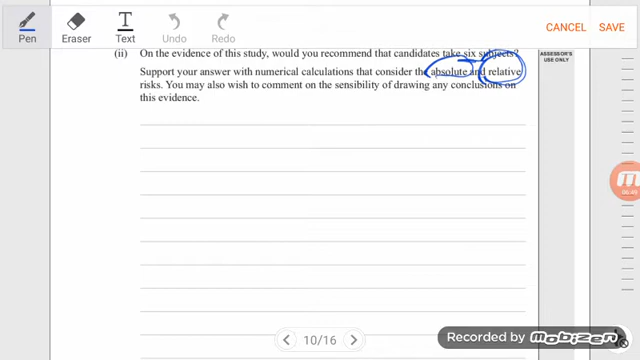 Pen
Eraser
Text
Undo
Redo
CANCEL
SAVE
(ii) On the evidence of this study, would you recommend that candidates take six subjects?
Support your answer with numerical calculations that consider the absolute and relative
risks. You may also wish to comment on the sensibility of drawing any conclusions on
this evidence.
ASSESSOR'S
USE ONLY
10/16
Recorded by
Mobizen